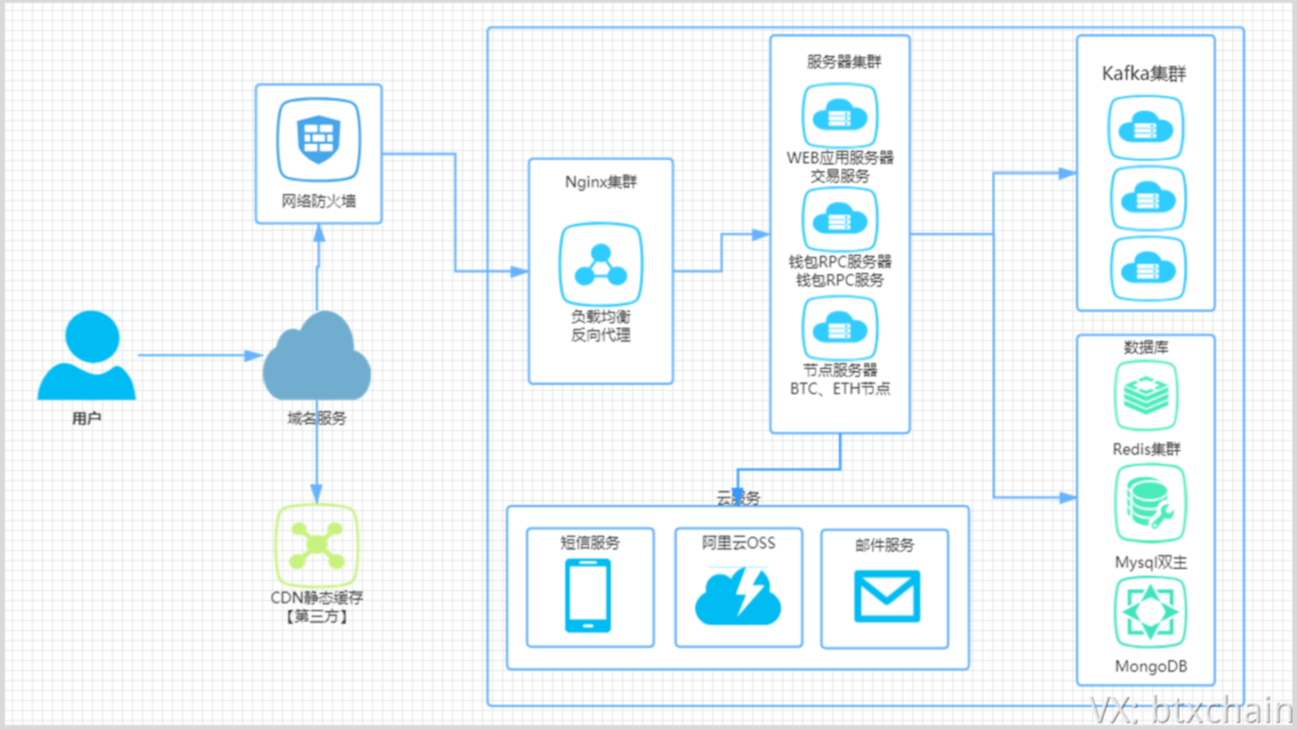 服务器集群
Kafka集群
WEB应用服务器
交易服务
Nginx集群
网络防火墙
钱包RPC服务器
钱包RPC服务
负载均衡
反向代理
数据库
节点服务器
BTC、ETH节点
用户
域名服务
Redis集群
云服务
短信服务
阿里云OSS
邮件服务
Mysql双主
CDN静态缓存
【第三方】
MongoDB
VX: btxchain